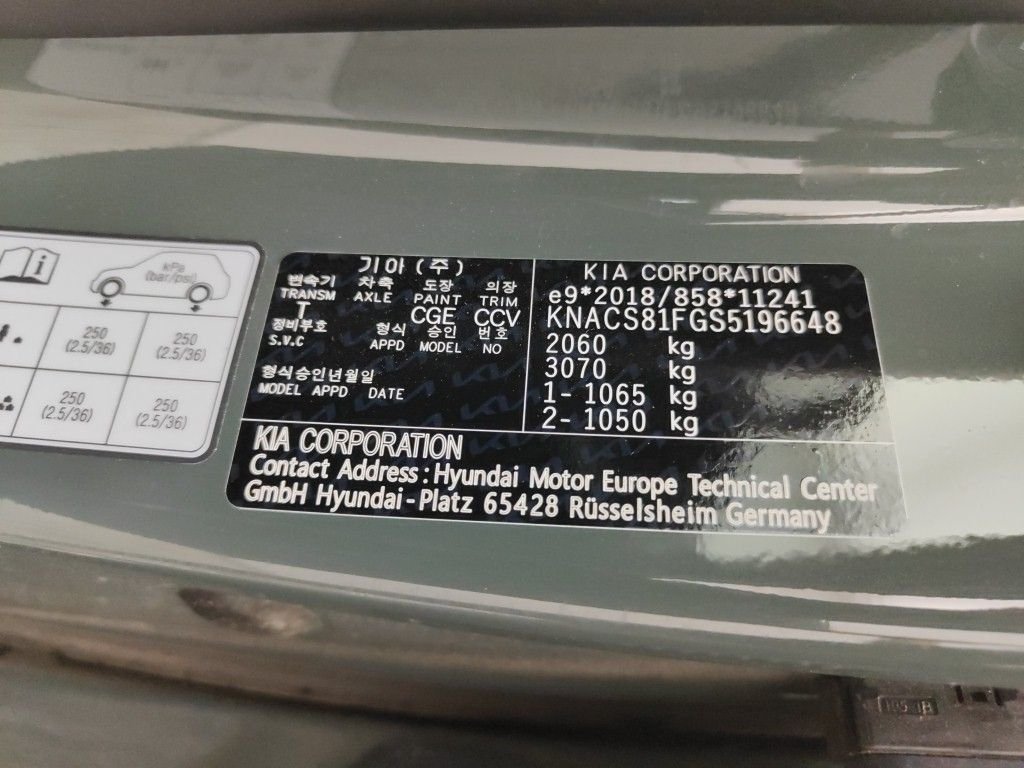 kPa
(bar/psi)
250
(2.5/36)
250
(2.5/36)
250
(2.5/36)
250
(2.5/36)
기아 (주)
변속기 차축 도장 의장
TRANSM AXLE PAINT TRIM
T CGE CCV
정비부호 형식 승인 번호
S.V.C APPD MODEL NO
형식승인년월일
MODEL APPD DATE
KIA CORPORATION
e9*2018/858*11241
KNACS81FGS5196648
2060 kg
3070 kg
1- 1065 kg
2- 1050 kg
KIA CORPORATION
Contact Address : Hyundai Motor Europe Technical Center
GmbH Hyundai-Platz 65428 Rüsselsheim Germany